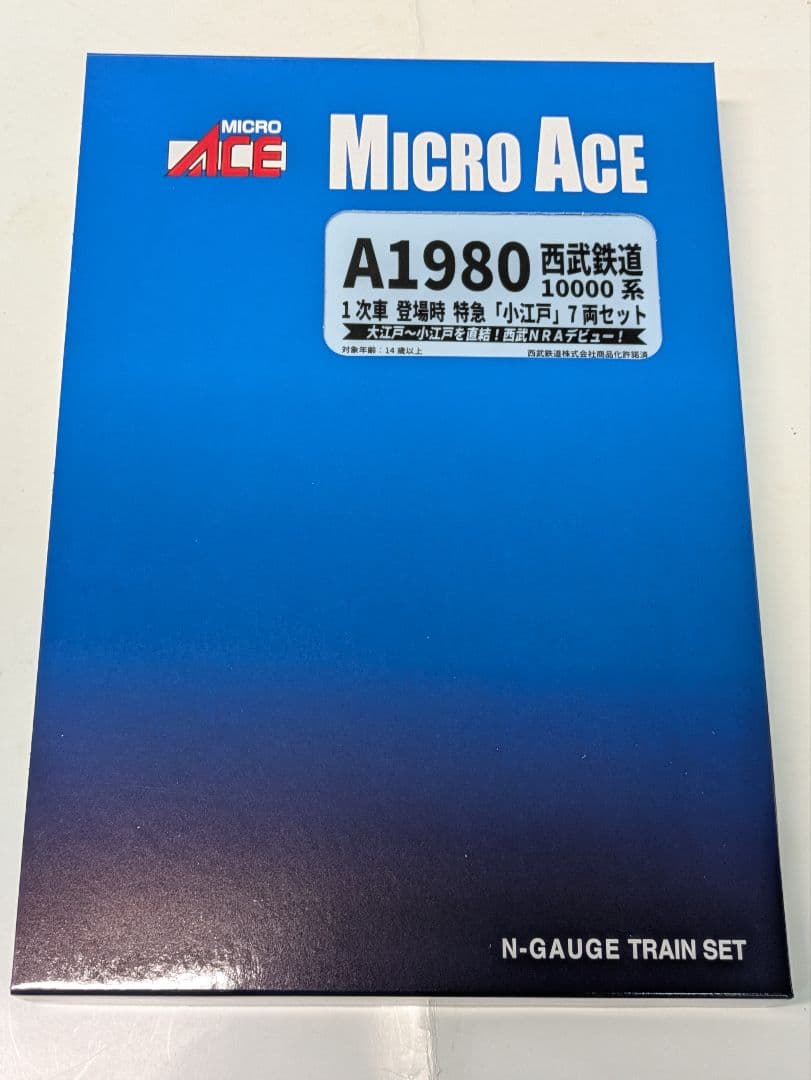 MICRO
ACE
MICRO ACE
A1980 西武鉄道
10000 系
1次車 登場時 特急「小江戸」7両セット
大江戸~小江戸を直結!西武NRAデビュー!
対象年齢:14歳以上 西武鉄道株式会社商品化許諾済
N-GAUGE TRAIN SET